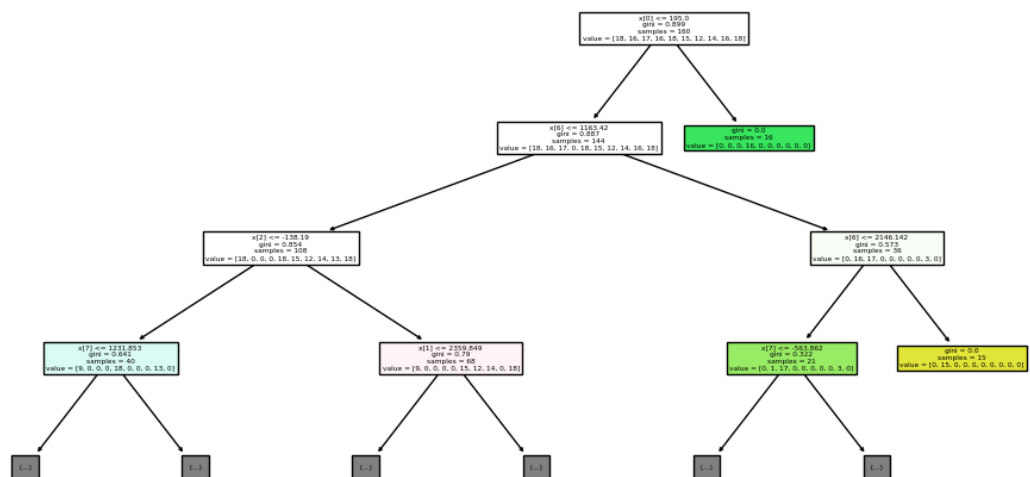 x[0] <= 195.0
gini = 0.899
samples = 160
value = [18, 16, 17, 16, 18, 15, 12, 14, 16, 18]
x[6] <= 1163.42
gini = 0.887
samples = 144
value = [18, 16, 17, 0, 18, 15, 12, 14, 16, 18]
gini = 0.0
samples = 16
value = [0, 0, 0, 16, 0, 0, 0, 0, 0, 0]
x[2] <= -138.19
gini = 0.854
samples = 108
value = [18, 0, 0, 0, 18, 15, 12, 14, 13, 18]
x[6] <= 2146.142
gini = 0.573
samples = 36
value = [0, 16, 17, 0, 0, 0, 0, 0, 3, 0]
x[7] <= 1231.853
gini = 0.641
samples = 40
value = [9, 0, 0, 0, 18, 0, 0, 0, 13, 0]
x[1] <= 2359.849
gini = 0.79
samples = 68
value = [9, 0, 0, 0, 0, 15, 12, 14, 0, 18]
x[7] <= -563.862
gini = 0.322
samples = 21
value = [0, 1, 17, 0, 0, 0, 0, 0, 3, 0]
gini = 0.0
samples = 15
value = [0, 15, 0, 0, 0, 0, 0, 0, 0, 0]
(...)
(...)
(...)
(...)
(...)
(...)